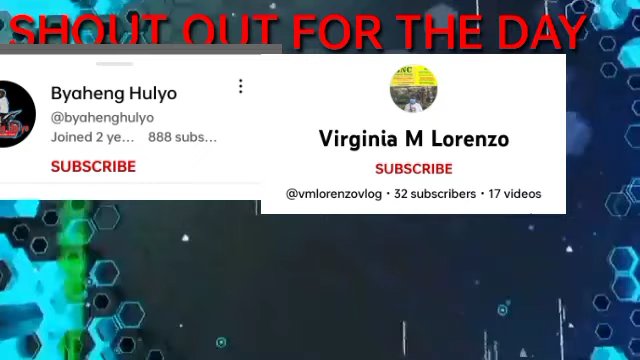 SHOUT OUT FOR THE DAY
Byaheng Hulyo
@byahenghulyo
Joined 2 ye... 888 subs...
SUBSCRIBE
Virginia M Lorenzo
SUBSCRIBE
@vmlorenzovlog • 32 subscribers • 17 videos